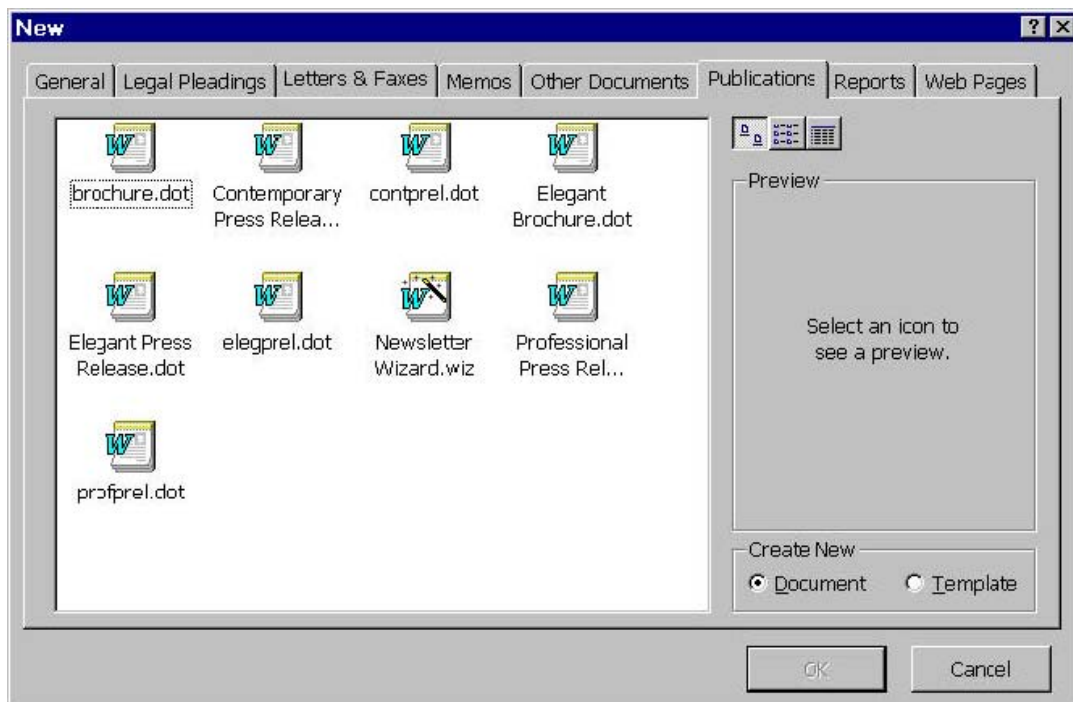 New
General Legal Pleadings Letters & Faxes Memos Other Documents Publications Reports Web Pages
brochure.dot
Contemporary
Press Relea...
contprel.dot
Elegant
Brochure.dot
Elegant Press
Release.dot
elegprel.dot
Newsletter
Wizard.wiz
Professional
Press Rel...
profprel.dot
Preview
Select an icon to
see a preview.
Create New
Document Template
OK Cancel